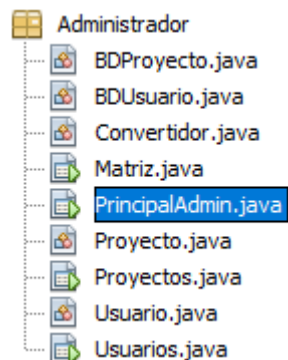 Administrador
BDProyecto.java
BDUsuario.java
Convertidor.java
Matriz.java
PrincipalAdmin.java
Proyecto.java
Proyectos.java
Usuario.java
Usuarios.java